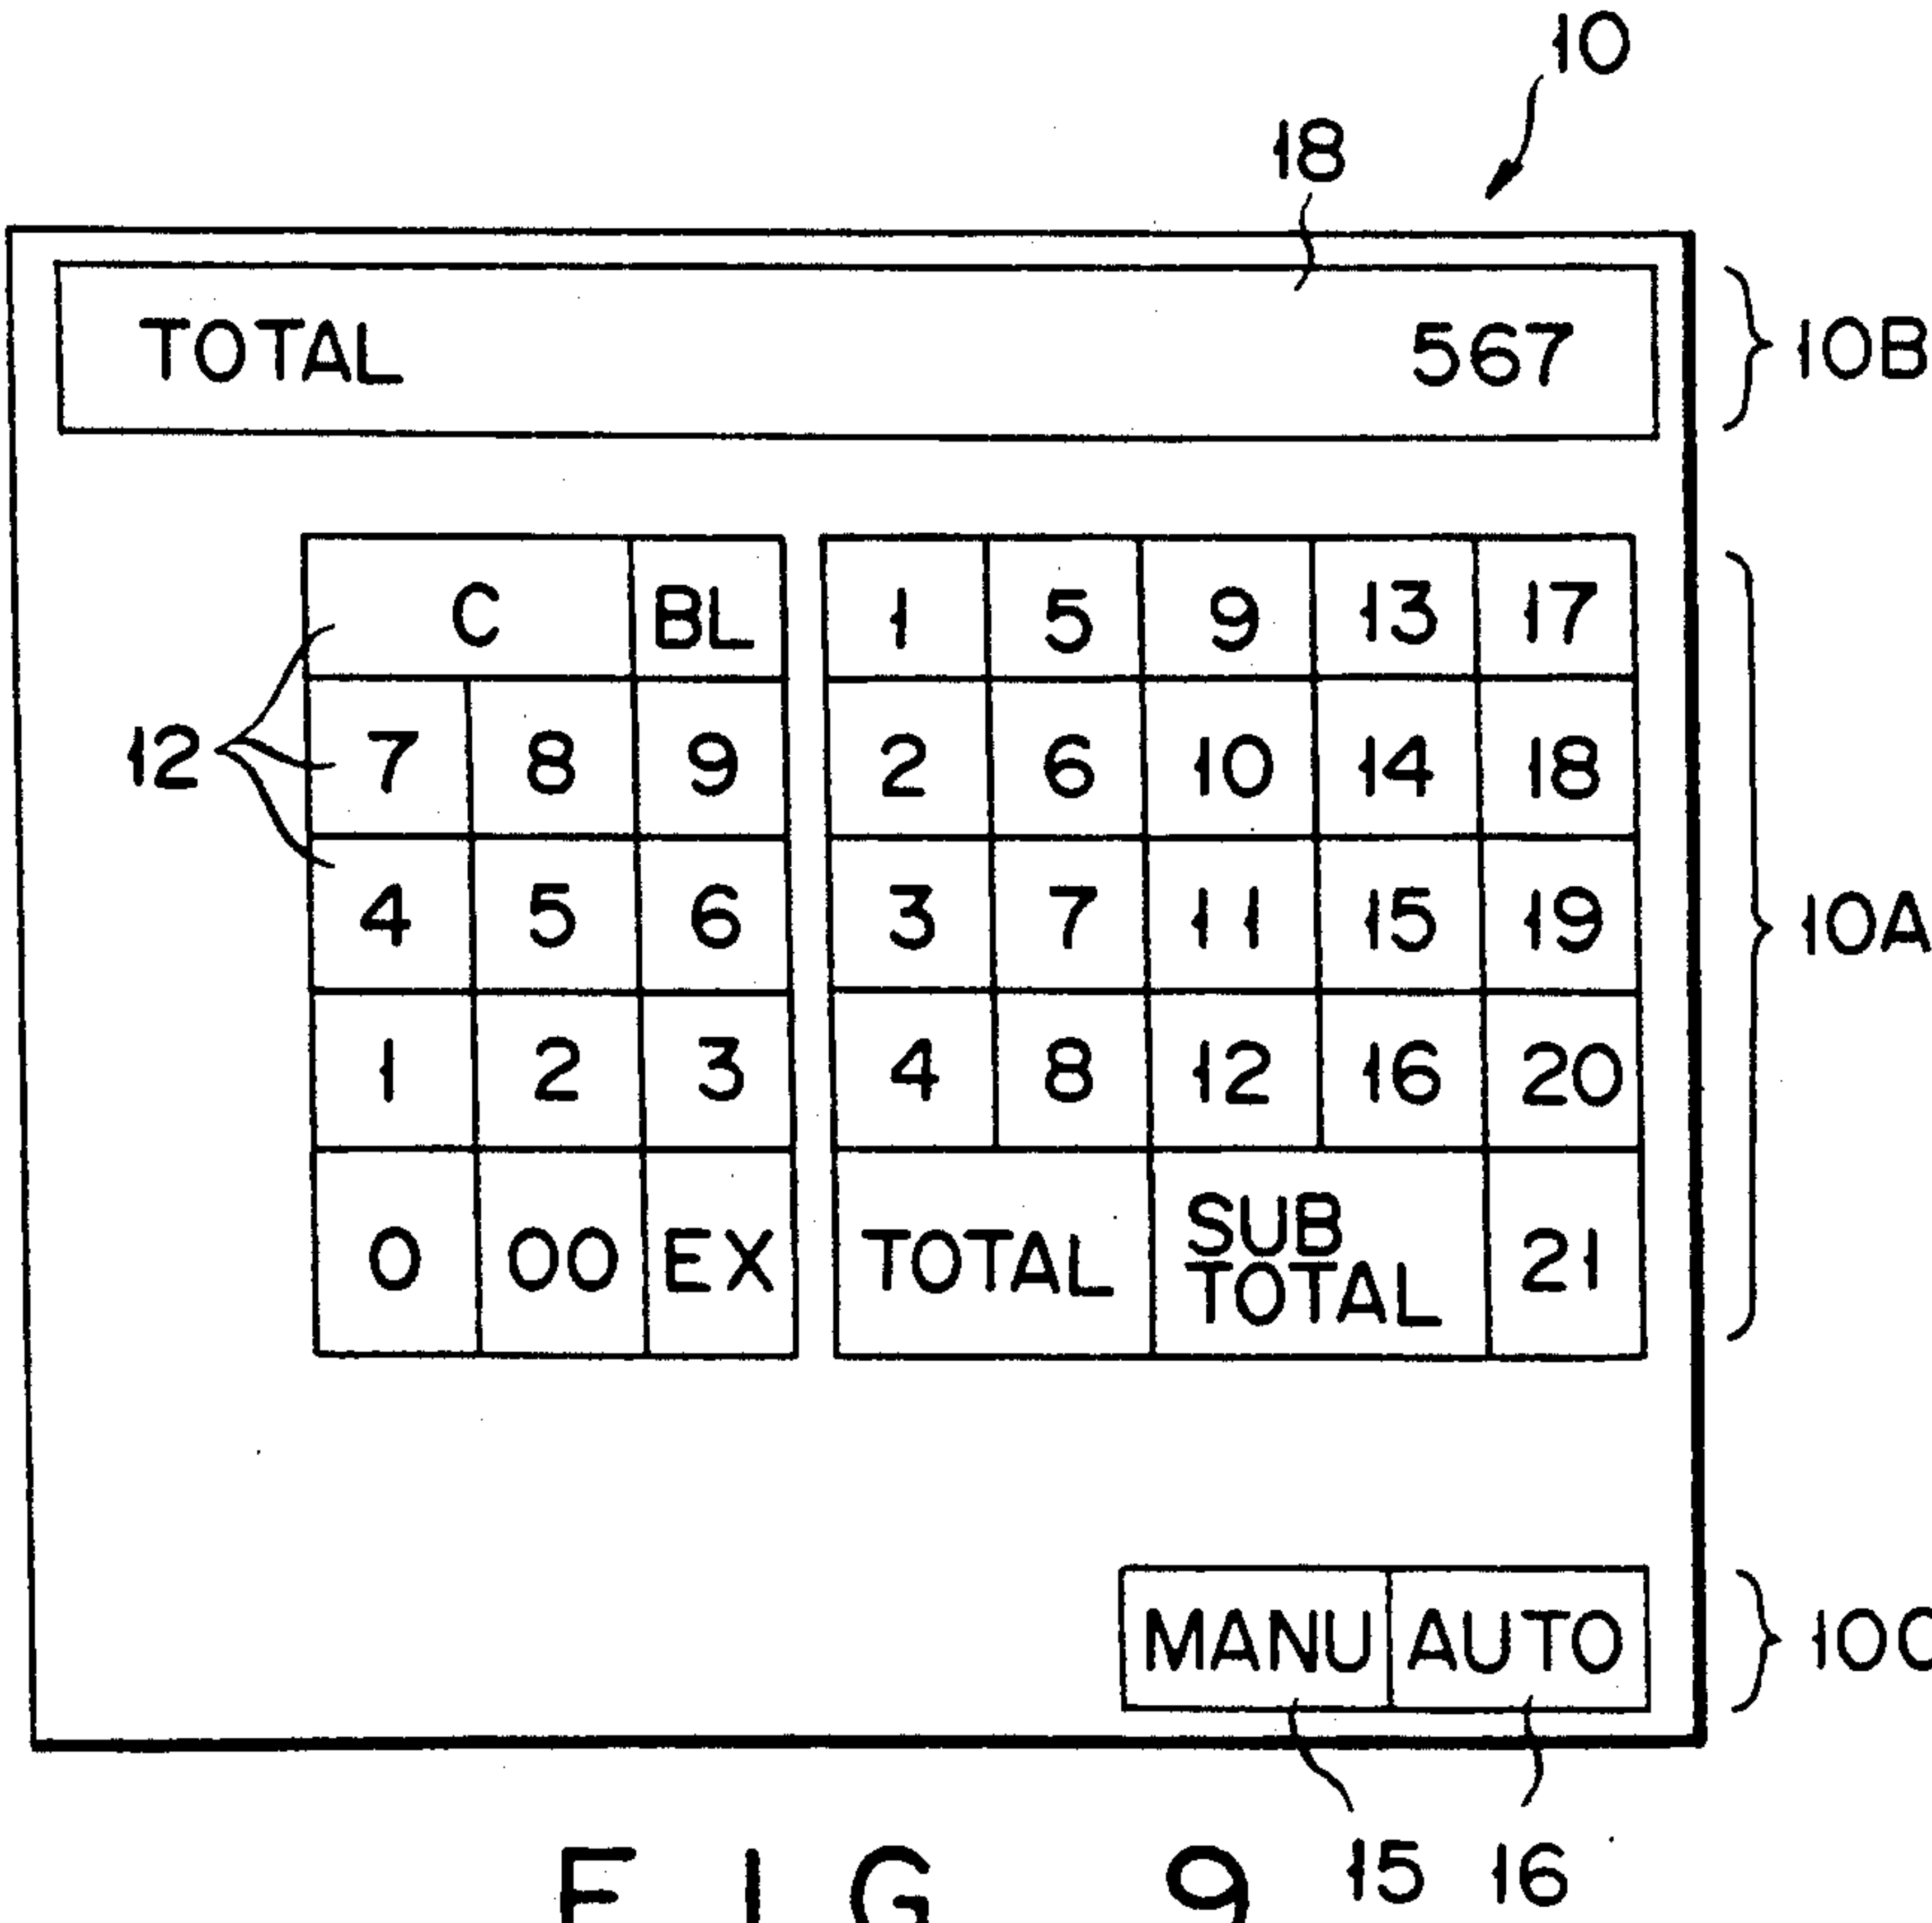 10
18
TOTAL 567 10B
C BL 1 5 9 13 17
12 7 8 9 2 6 10 14 18
4 5 6 3 7 11 15 19 10A
1 2 3 4 8 12 16 20
0 00 EX TOTAL SUB TOTAL 21
MANU AUTO 10C
15 16
FIG 9